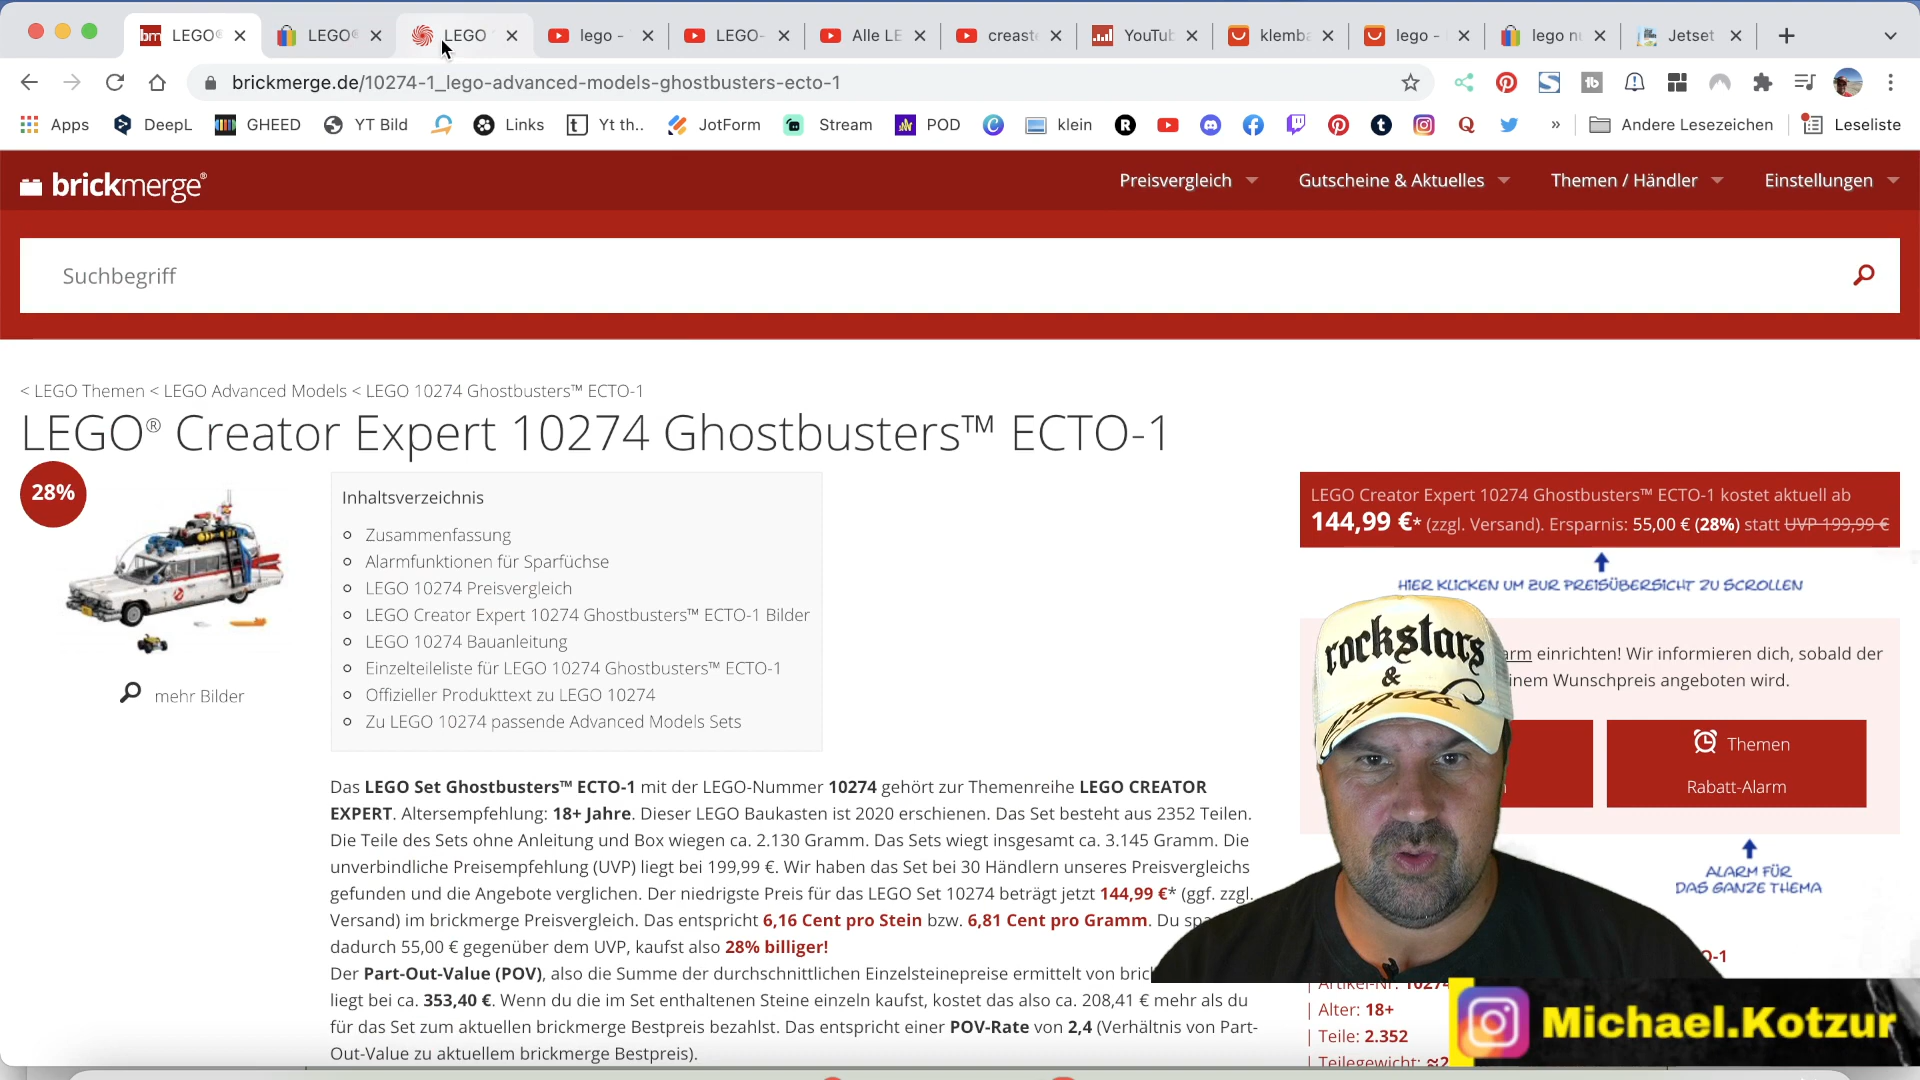 LEGO®
LEGO®
LEGO
lego -
LEGO-
Alle LE
creaste
YouTub
klemba
lego -
lego nu
Jetset
brickmerge.de/10274-1_lego-advanced-models-ghostbusters-ecto-1
Apps
DeepL
GHEED
YT Bild
Links
Yt th..
JotForm
Stream
POD
klein
»
Andere Lesezeichen
Leseliste
brickmerge®
Preisvergleich
Gutscheine & Aktuelles
Themen / Händler
Einstellungen
Suchbegriff
< LEGO Themen < LEGO Advanced Models < LEGO 10274 Ghostbusters™ ECTO-1
LEGO® Creator Expert 10274 Ghostbusters™ ECTO-1
28%
mehr Bilder
Inhaltsverzeichnis
Zusammenfassung
Alarmfunktionen für Sparfüchse
LEGO 10274 Preisvergleich
LEGO Creator Expert 10274 Ghostbusters™ ECTO-1 Bilder
LEGO 10274 Bauanleitung
Einzelteileliste für LEGO 10274 Ghostbusters™ ECTO-1
Offizieller Produkttext zu LEGO 10274
Zu LEGO 10274 passende Advanced Models Sets
Das LEGO Set Ghostbusters™ ECTO-1 mit der LEGO-Nummer 10274 gehört zur Themenreihe LEGO CREATOR
EXPERT. Altersempfehlung: 18+ Jahre. Dieser LEGO Baukasten ist 2020 erschienen. Das Set besteht aus 2352 Teilen.
Die Teile des Sets ohne Anleitung und Box wiegen ca. 2.130 Gramm. Das Sets wiegt insgesamt ca. 3.145 Gramm. Die
unverbindliche Preisempfehlung (UVP) liegt bei 199,99 €. Wir haben das Set bei 30 Händlern unseres Preisvergleichs
gefunden und die Angebote verglichen. Der niedrigste Preis für das LEGO Set 10274 beträgt jetzt 144,99 €* (ggf. zzgl.
Versand) im brickmerge Preisvergleich. Das entspricht 6,16 Cent pro Stein bzw. 6,81 Cent pro Gramm. Du sp
dadurch 55,00 € gegenüber dem UVP, kaufst also 28% billiger!
Der Part-Out-Value (POV), also die Summe der durchschnittlichen Einzelsteinepreise ermittelt von bric
liegt bei ca. 353,40 €. Wenn du die im Set enthaltenen Steine einzeln kaufst, kostet das also ca. 208,41 € mehr als du
für das Set zum aktuellen brickmerge Bestpreis bezahlst. Das entspricht einer POV-Rate von 2,4 (Verhältnis von Part-
Out-Value zu aktuellem brickmerge Bestpreis).
LEGO Creator Expert 10274 Ghostbusters™ ECTO-1 kostet aktuell ab
144,99 €* (zzgl. Versand). Ersparnis: 55,00 € (28%) statt UVP 199,99 €
HIER KLICKEN UM ZUR PREISÜBERSICHT ZU SCROLLEN
arm einrichten! Wir informieren dich, sobald der
inem Wunschpreis angeboten wird.
Themen
Rabatt-Alarm
ALARM FÜR
DAS GANZE THEMA
rockstars
&
angels
O-1
| Artikel-Nr: 10274
| Alter: 18+
| Teile: 2.352
| Teilegewicht: ≈2
Michael.Kotzur